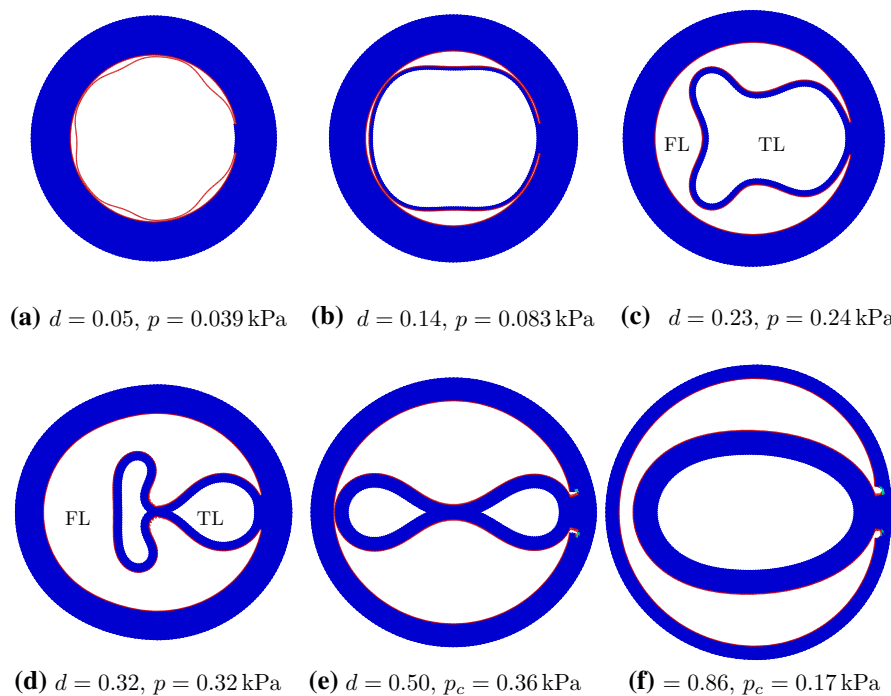 FL TL
(a) d = 0.05, p = 0.039 kPa (b) d = 0.14, p = 0.083 kPa (c) d = 0.23, p = 0.24 kPa
FL TL
(d) d = 0.32, p = 0.32 kPa (e) d = 0.50, p_c = 0.36 kPa (f) = 0.86, p_c = 0.17 kPa